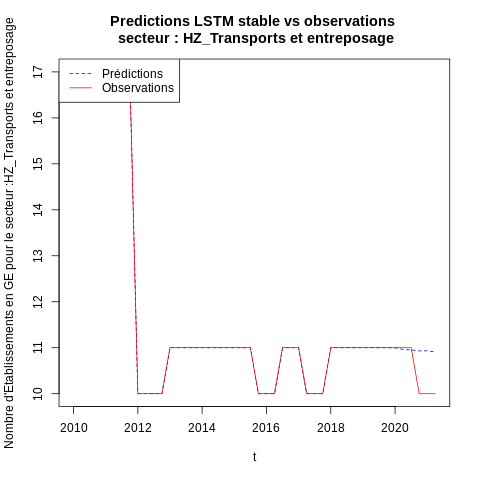 Predictions LSTM stable vs observations
secteur : HZ_Transports et entreposage
Nombre d'Etablissements en GE pour le secteur :HZ_Transports et entreposage
17
16
15
14
13
12
11
10
Prédictions
Observations
2010
2012
2014
2016
2018
2020
t